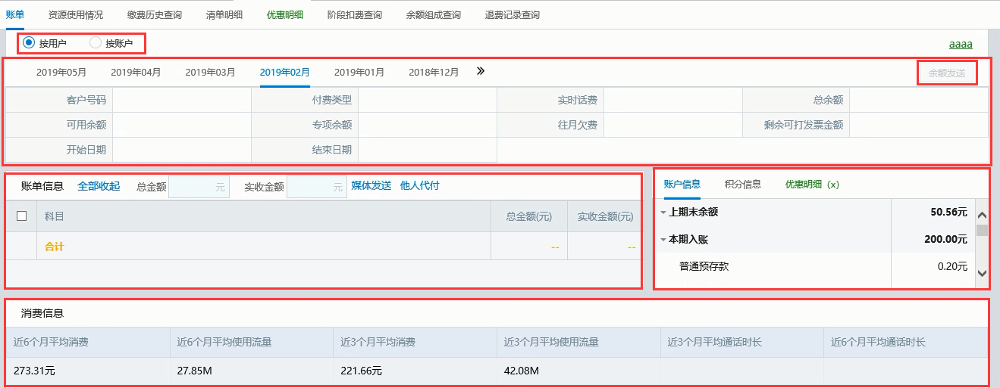 账单 资源使用情况 缴费历史查询 清单明细 优惠明细 阶段扣费查询 余额组成查询 退费记录查询
按用户 按账户 aaaa
2019年05月 2019年04月 2019年03月 2019年02月 2019年01月 2018年12月 » 余额发送
客户号码 付费类型 实时话费 总余额
可用余额 专项余额 往月欠费 剩余可打发票金额
开始日期 结束日期
账单信息 全部收起 总金额 元 实收金额 元 媒体发送 他人代付
科目 总金额(元) 实收金额(元)
合计 -- --
账户信息 积分信息 优惠明细（x）
上期末余额 50.56元
本期入账 200.00元
普通预存款 0.20元
消费信息
近6个月平均消费 近6个月平均使用流量 近3个月平均消费 近3个月平均使用流量 近3个月平均通话时长 近6个月平均通话时长
273.31元 27.85M 221.66元 42.08M